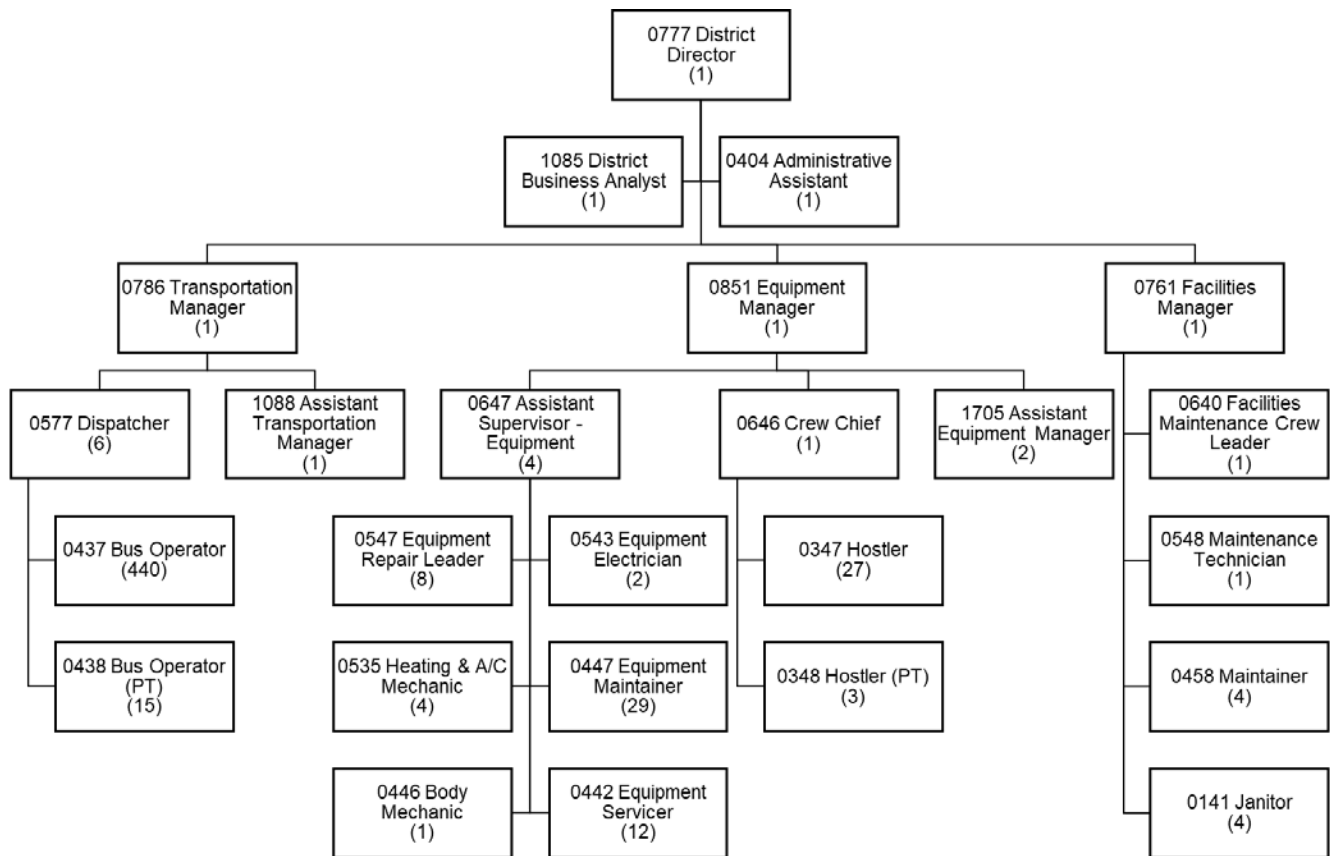 0777 District
Director
(1)
1085 District
Business Analyst
(1)
0404 Administrative
Assistant
(1)
0786 Transportation
Manager
(1)
0851 Equipment
Manager
(1)
0761 Facilities
Manager
(1)
0577 Dispatcher
(6)
1088 Assistant
Transportation
Manager
(1)
0647 Assistant
Supervisor -
Equipment
(4)
0646 Crew Chief
(1)
1705 Assistant
Equipment Manager
(2)
0640 Facilities
Maintenance Crew
Leader
(1)
0437 Bus Operator
(440)
0547 Equipment
Repair Leader
(8)
0543 Equipment
Electrician
(2)
0347 Hostler
(27)
0548 Maintenance
Technician
(1)
0438 Bus Operator
(PT)
(15)
0535 Heating & A/C
Mechanic
(4)
0447 Equipment
Maintainer
(29)
0348 Hostler (PT)
(3)
0458 Maintainer
(4)
0446 Body
Mechanic
(1)
0442 Equipment
Servicer
(12)
0141 Janitor
(4)